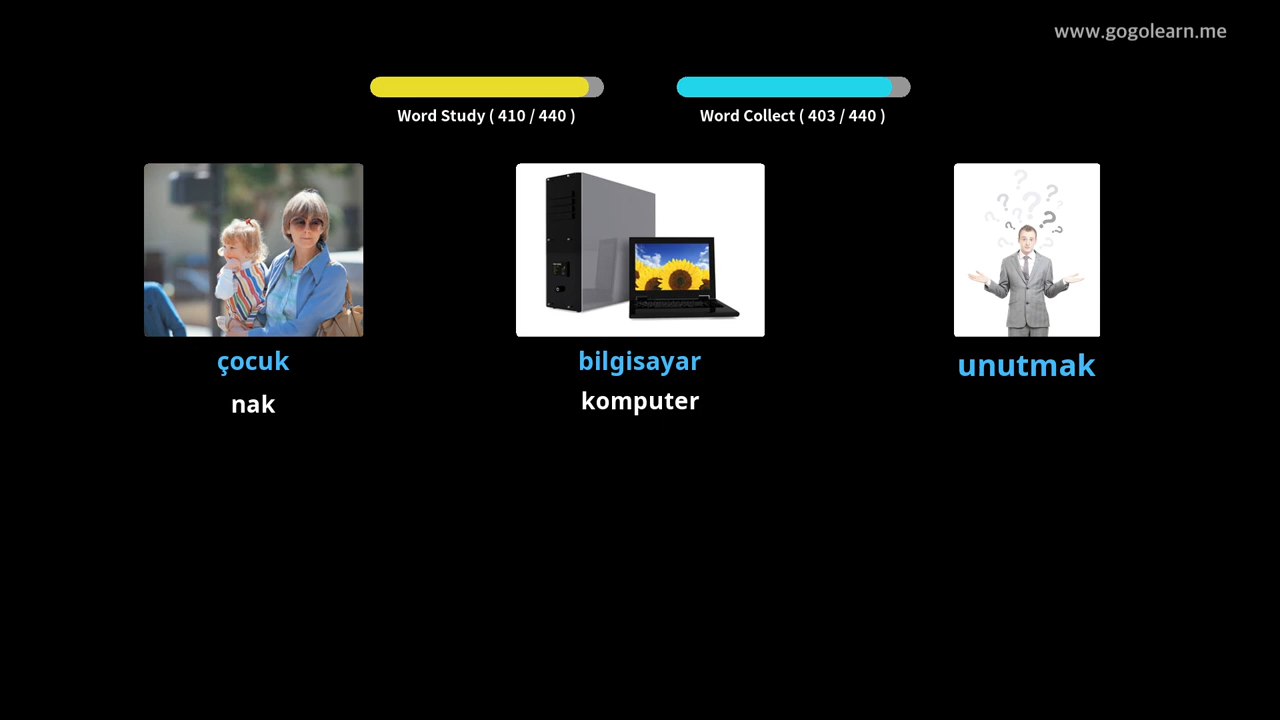 www.gogolearn.me
Word Study ( 410 / 440 )
Word Collect ( 403 / 440 )
çocuk
nak
bilgisayar
komputer
unutmak